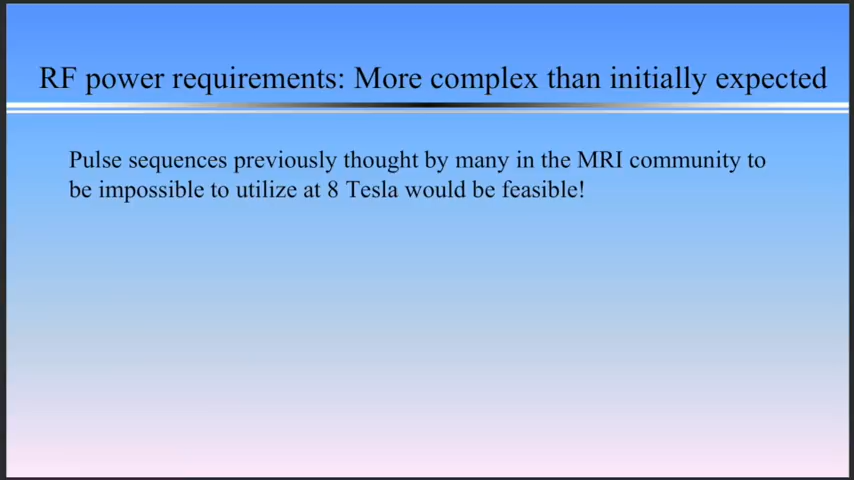 RF power requirements: More complex than initially expected
Pulse sequences previously thought by many in the MRI community to
be impossible to utilize at 8 Tesla would be feasible!